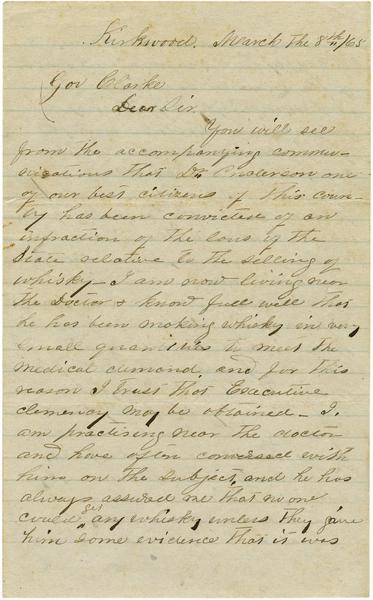 Kirkwood. March the 8th /65
Gov Clarke
Dear Sir
You will see
from the accompanying commu-
nications that Dr Anderson one
of our best citizens of this coun-
ty has been convicted of an
infraction of the laws of the
State relative to the selling of
whisky – I am now living near
the Doctor & know full well that
he has been making whisky in very
small quantities to meet the
medical demand, and for this
reason I trust that Executive
clemency may be obtained – I
am practising near the doctor
and have often conversed with
him on the subject, and he has
always assured me that no one
could get any whisky unless they gave
him some evidence that it was